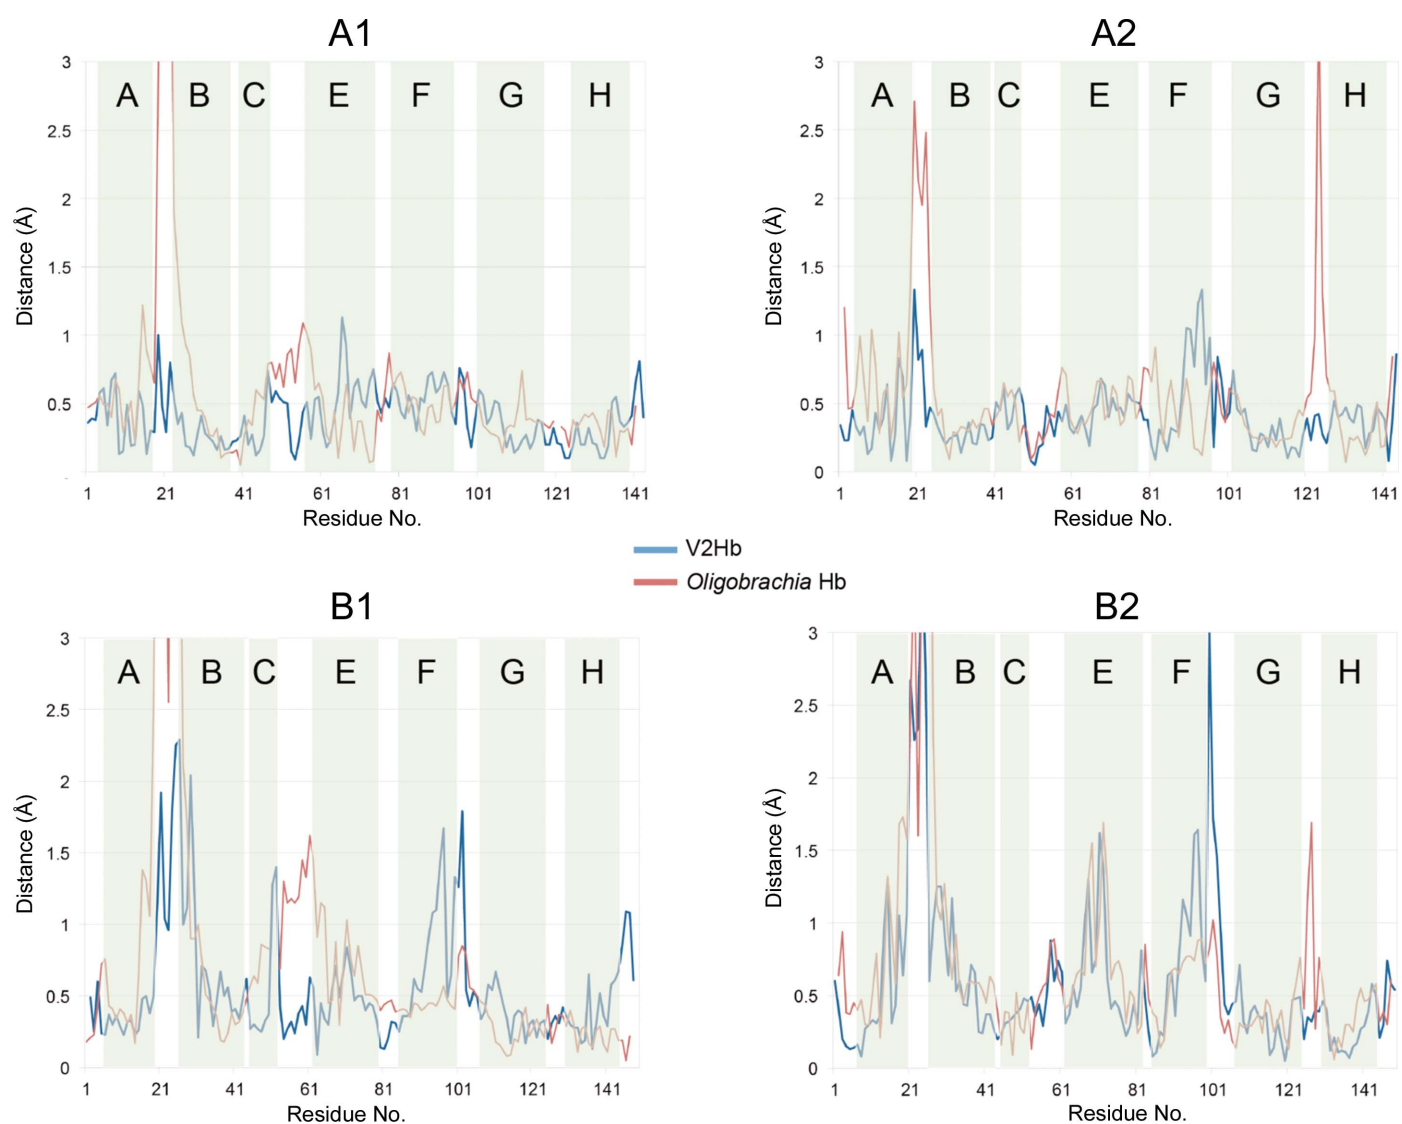 A1
3
2.5
2
1.5
1
0.5
Distance (Å)
A B C E F G H
1 21 41 61 81 101 121 141
Residue No.
A2
3
2.5
2
1.5
1
0.5
0
Distance (Å)
A B C E F G H
1 21 41 61 81 101 121 141
Residue No.
V2Hb
Oligobrachia Hb
B1
3
2.5
2
1.5
1
0.5
0
Distance (Å)
A B C E F G H
1 21 41 61 81 101 121 141
Residue No.
B2
3
2.5
2
1.5
1
0.5
0
Distance (Å)
A B C E F G H
1 21 41 61 81 101 121 141
Residue No.